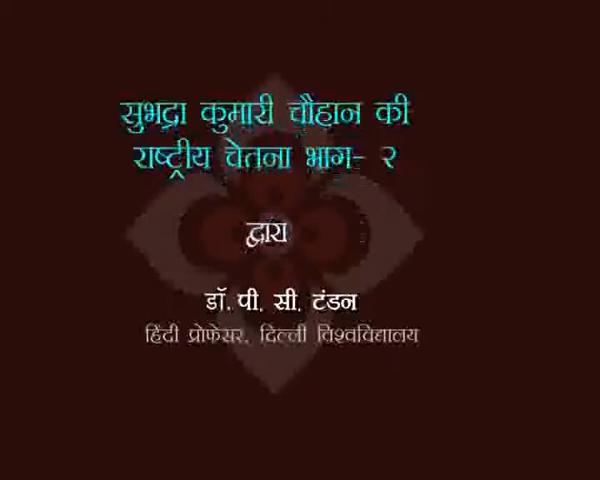 सुभद्रा कुमारी चौहान की
राष्ट्रीय चेतना भाग- २
द्वारा
डॉ. पी. सी. टंडन
हिंदी प्रोफेसर, दिल्ली विश्वविद्यालय